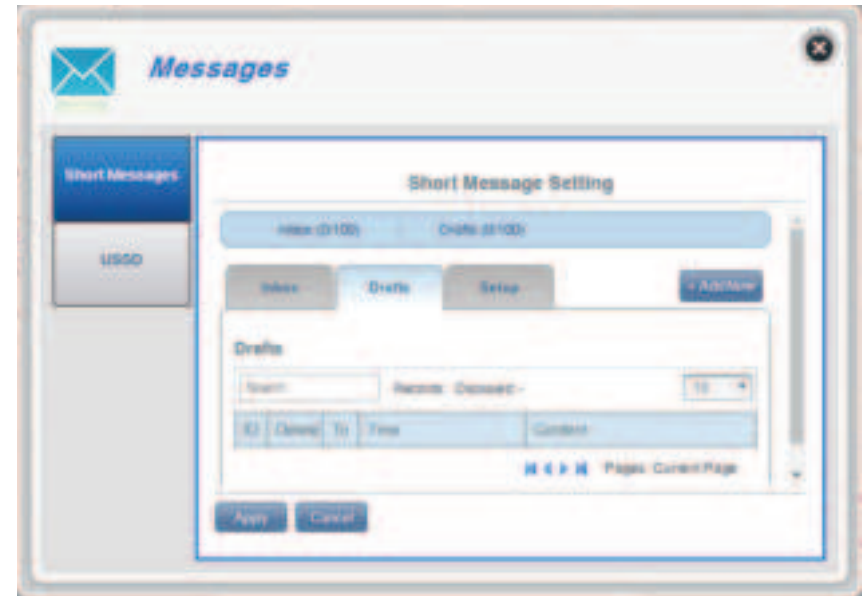 Messages
Short Messages
USSD
Short Message Setting
Inbox (0/100) Drafts (0/100)
Inbox Drafts Setup + Add New
Drafts
Search Records Displayed: - 10
ID Delete To Time Content
Pages: Current Page
Apply Cancel